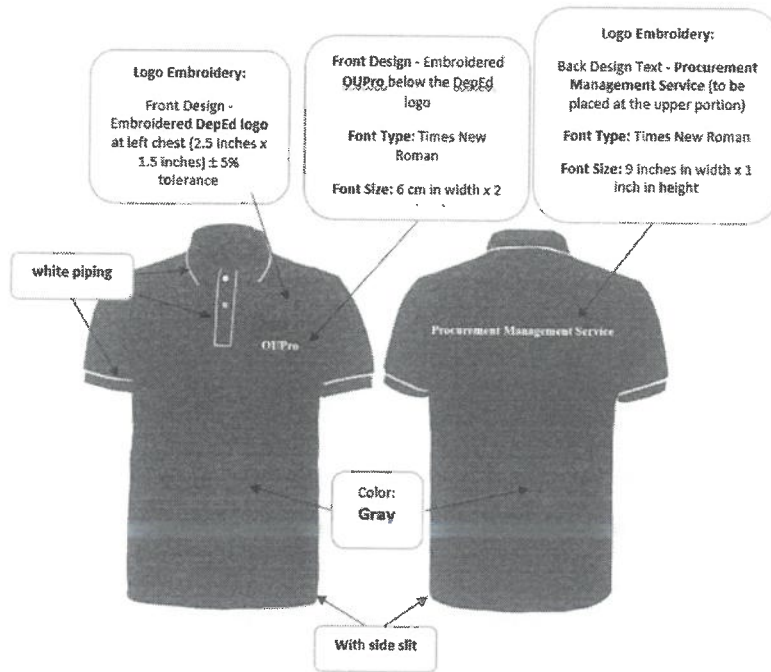 Logo Embroidery:
Front Design -
Embroidered DepEd logo
at left chest (2.5 inches x
1.5 inches) ± 5%
tolerance
Front Design - Embroidered
OUPro below the DepEd
logo
Font Type: Times New
Roman
Font Size: 6 cm in width x 2
Logo Embroidery:
Back Design Text - Procurement
Management Service (to be
placed at the upper portion)
Font Type: Times New Roman
Font Size: 9 inches in width x 1
inch in height
white piping
OUPro
Procurement Management Service
Color:
Gray
With side slit